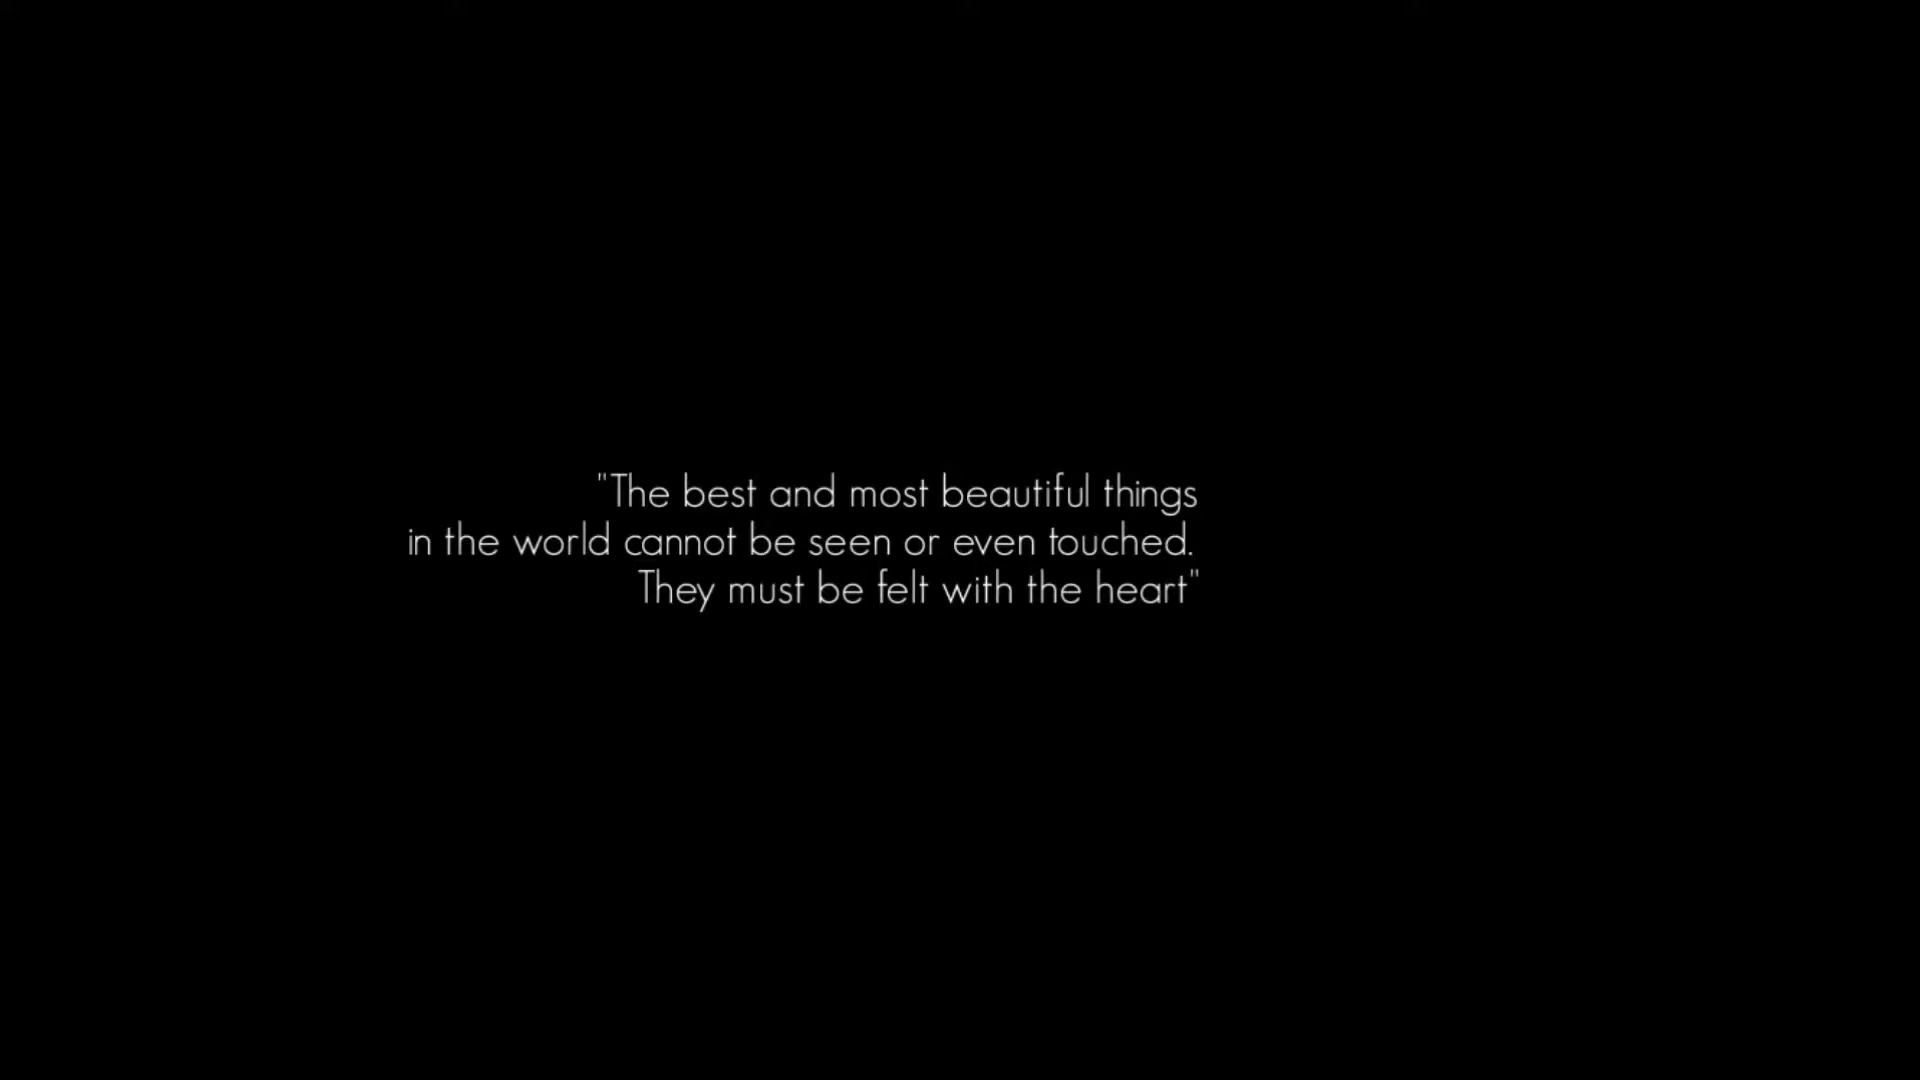 "The best and most beautiful things
in the world cannot be seen or even touched.
They must be felt with the heart"